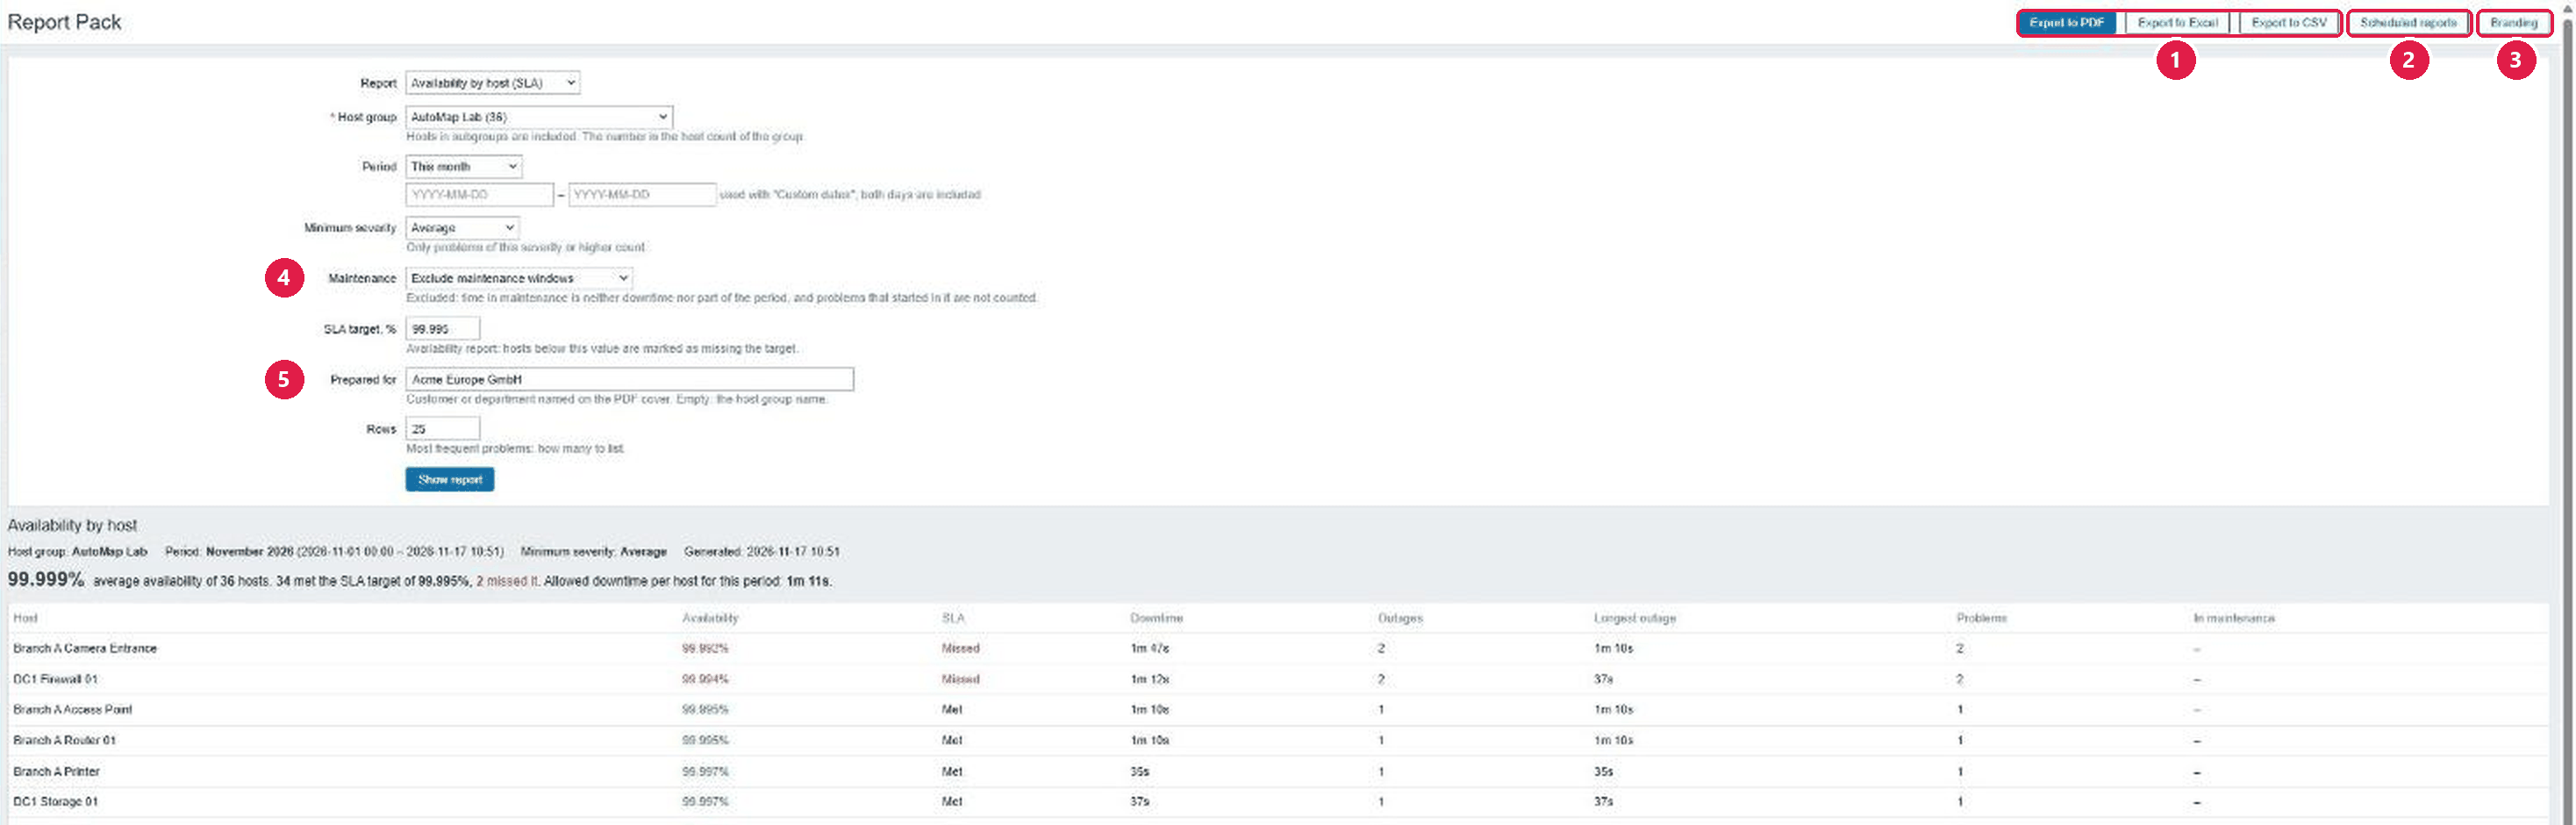 Report Pack
Export to PDF Export to Excel Export to CSV Scheduled reports Branding
1 2 3
Report Availability by host (SLA)
* Host group AutoMap Lab (36)
Hosts in subgroups are included. The number is the host count of the group.
Period This month
YYYY-MM-DD – YYYY-MM-DD used with "Custom dates", both days are included
Minimum severity Average
Only problems of this severity or higher count.
4 Maintenance Exclude maintenance windows
Excluded: time in maintenance is neither downtime nor part of the period, and problems that started in it are not counted.
SLA target, % 99.995
Availability report: hosts below this value are marked as missing the target.
5 Prepared for Acme Europe GmbH
Customer or department named on the PDF cover. Empty: the host group name.
Rows 25
Most frequent problems: how many to list.
Show report
Availability by host
Host group: AutoMap Lab Period: November 2026 (2026-11-01 00:00 – 2026-11-17 10:51) Minimum severity: Average Generated: 2026-11-17 10:51
99.999% average availability of 36 hosts. 34 met the SLA target of 99.995%, 2 missed it. Allowed downtime per host for this period: 1m 11s.
Host Availability SLA Downtime Outages Longest outage Problems In maintenance
Branch A Camera Entrance 99.992% Missed 1m 47s 2 1m 10s 2 –
DC1 Firewall 01 99.994% Missed 1m 12s 2 37s 2 –
Branch A Access Point 99.995% Met 1m 10s 1 1m 10s 1 –
Branch A Router 01 99.995% Met 1m 10s 1 1m 10s 1 –
Branch A Printer 99.997% Met 35s 1 35s 1 –
DC1 Storage 01 99.997% Met 37s 1 37s 1 –